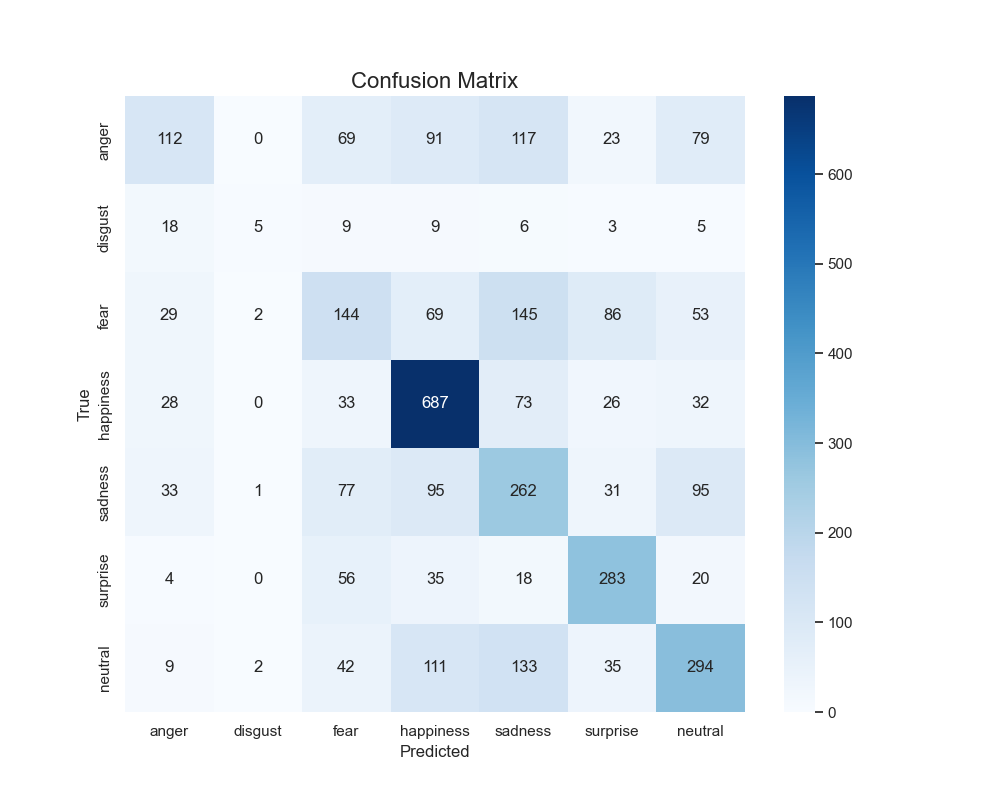 Confusion Matrix
anger 112 0 69 91 117 23 79
disgust 18 5 9 9 6 3 5
fear 29 2 144 69 145 86 53
happiness 28 0 33 687 73 26 32
sadness 33 1 77 95 262 31 95
surprise 4 0 56 35 18 283 20
neutral 9 2 42 111 133 35 294
True
anger disgust fear happiness sadness surprise neutral
Predicted
600
500
400
300
200
100
0